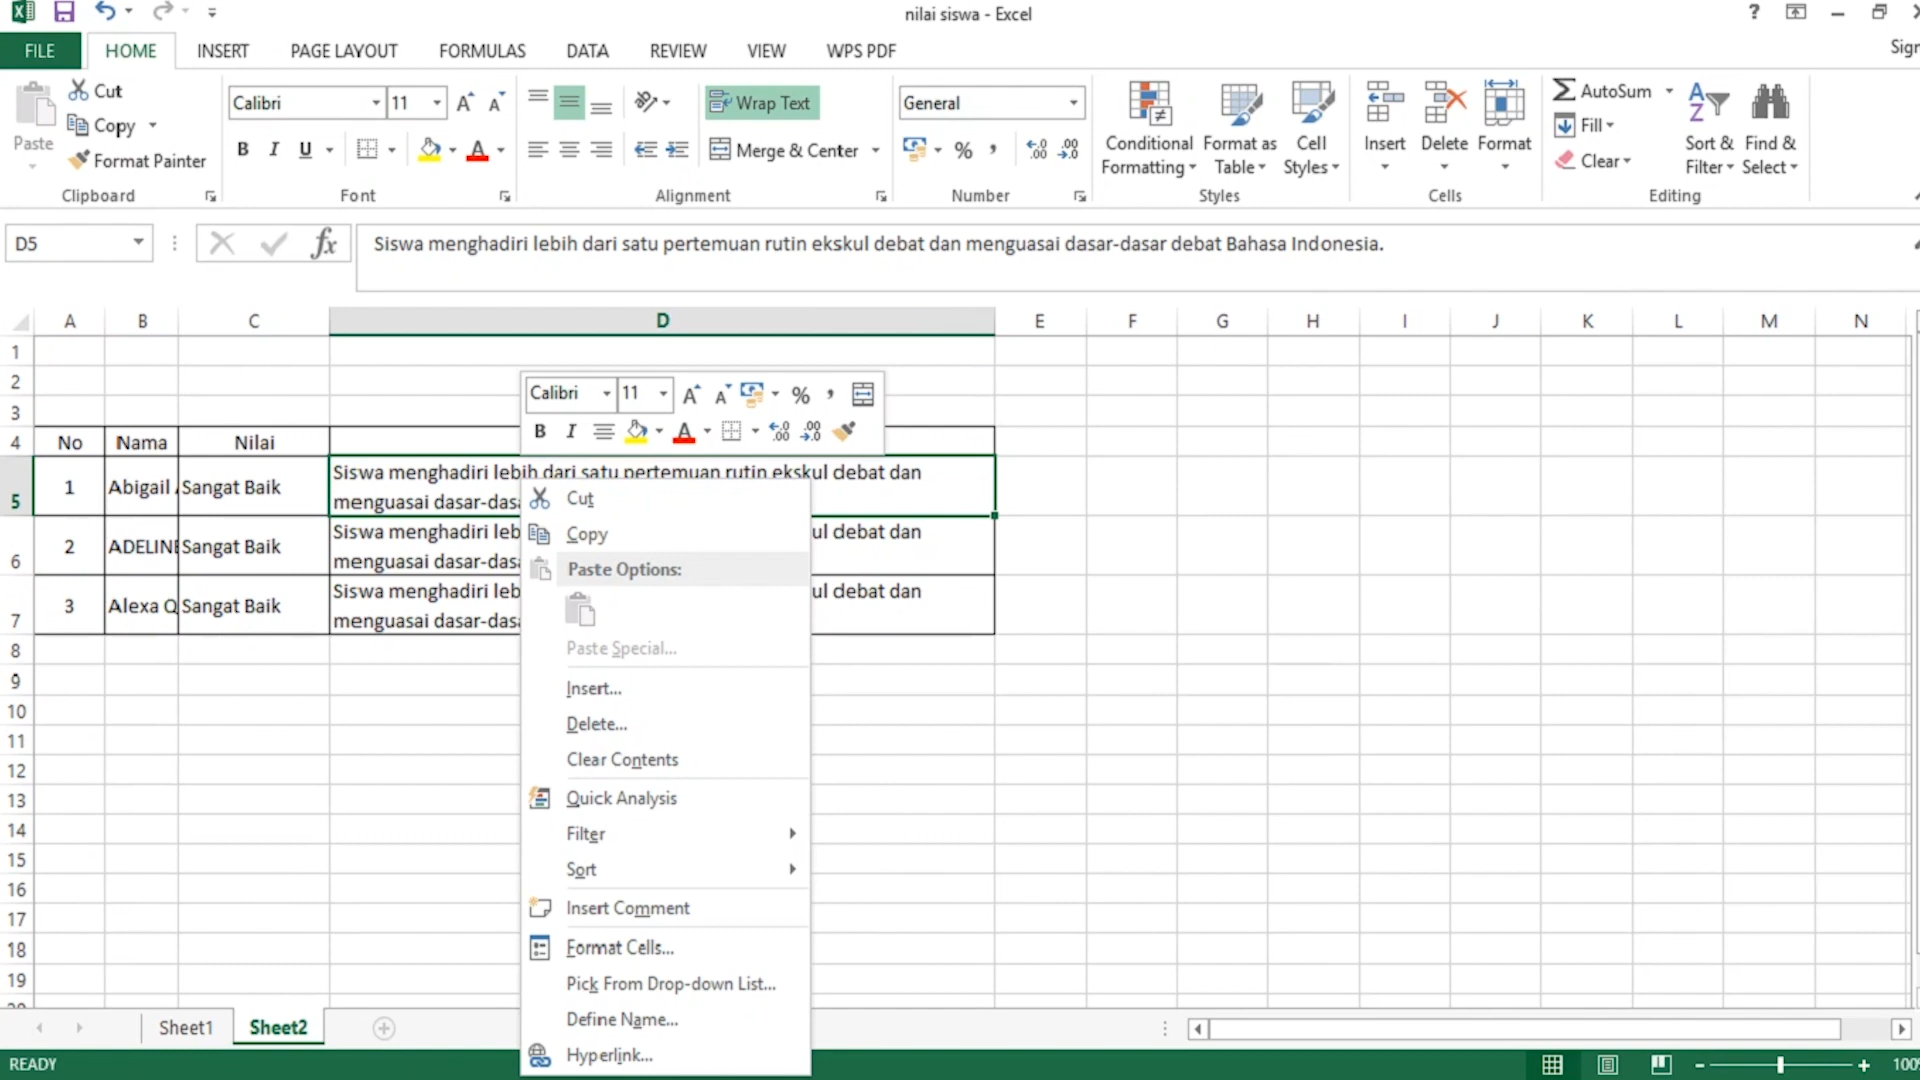 nilai siswa - Excel
?
Sign
FILE
HOME
INSERT
PAGE LAYOUT
FORMULAS
DATA
REVIEW
VIEW
WPS PDF
Paste
Cut
Copy
Format Painter
Clipboard
Calibri
11
B I U
Font
Wrap Text
Merge & Center
Alignment
General
%
Number
Conditional
Formatting
Format as
Table
Cell
Styles
Styles
Insert
Delete
Format
Cells
AutoSum
Fill
Clear
Sort &
Filter
Find &
Select
Editing
D5
fx
Siswa menghadiri lebih dari satu pertemuan rutin ekskul debat dan menguasai dasar-dasar debat Bahasa Indonesia.
A B C D E F G H I J K L M N
1
2
3
Calibri 11
B I
4 No Nama Nilai
5 1 Abigail Sangat Baik Siswa menghadiri lebih dari satu pertemuan rutin ekskul debat dan
menguasai dasar-dasa
6 2 ADELINE Sangat Baik Siswa menghadiri leb ul debat dan
menguasai dasar-dasa
7 3 Alexa Q Sangat Baik Siswa menghadiri leb ul debat dan
menguasai dasar-dasa
8
9
10
11
12
13
14
15
16
17
18
19
Cut
Copy
Paste Options:
Paste Special...
Insert...
Delete...
Clear Contents
Quick Analysis
Filter
Sort
Insert Comment
Format Cells...
Pick From Drop-down List...
Define Name...
Hyperlink...
Sheet1
Sheet2
READY
100%